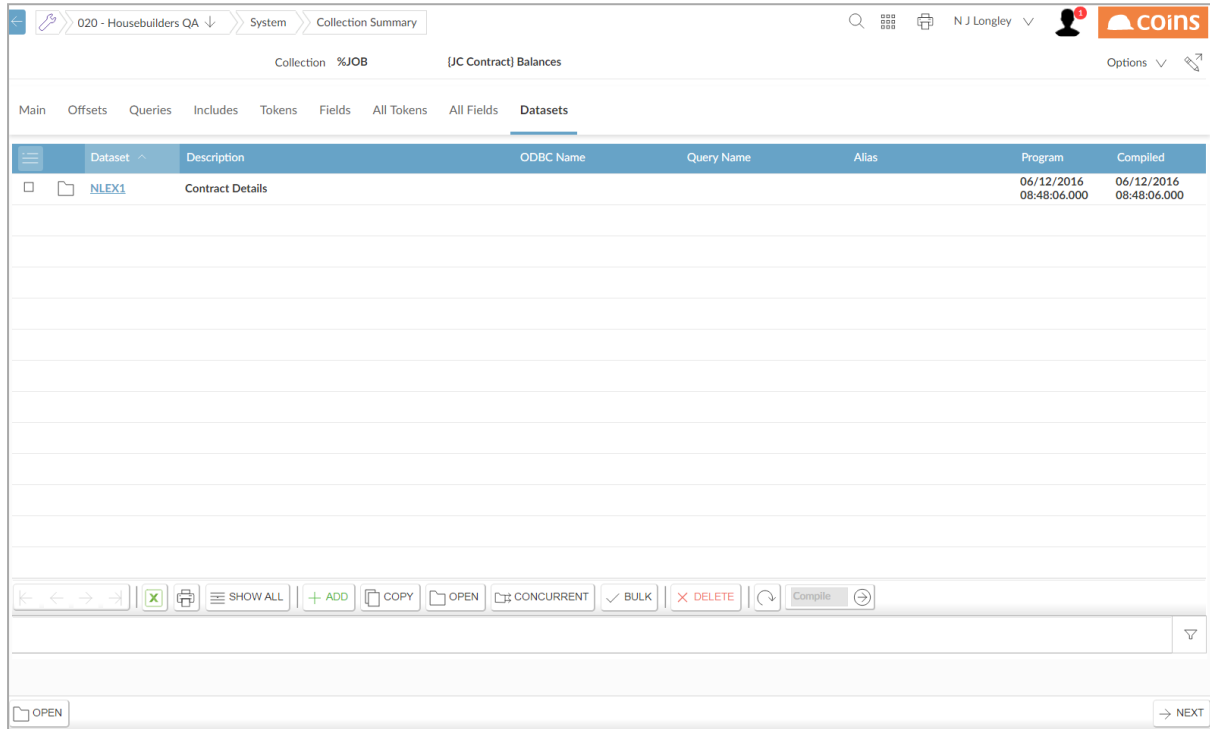 020 - Housebuilders QA System Collection Summary N J Longley 1 coins
Collection %JOB {JC Contract} Balances Options
Main Offsets Queries Includes Tokens Fields All Tokens All Fields Datasets
Dataset Description ODBC Name Query Name Alias Program Compiled
NLEX1 Contract Details 06/12/2016 08:48:06.000 06/12/2016 08:48:06.000
SHOW ALL ADD COPY OPEN CONCURRENT BULK DELETE Compile
OPEN NEXT